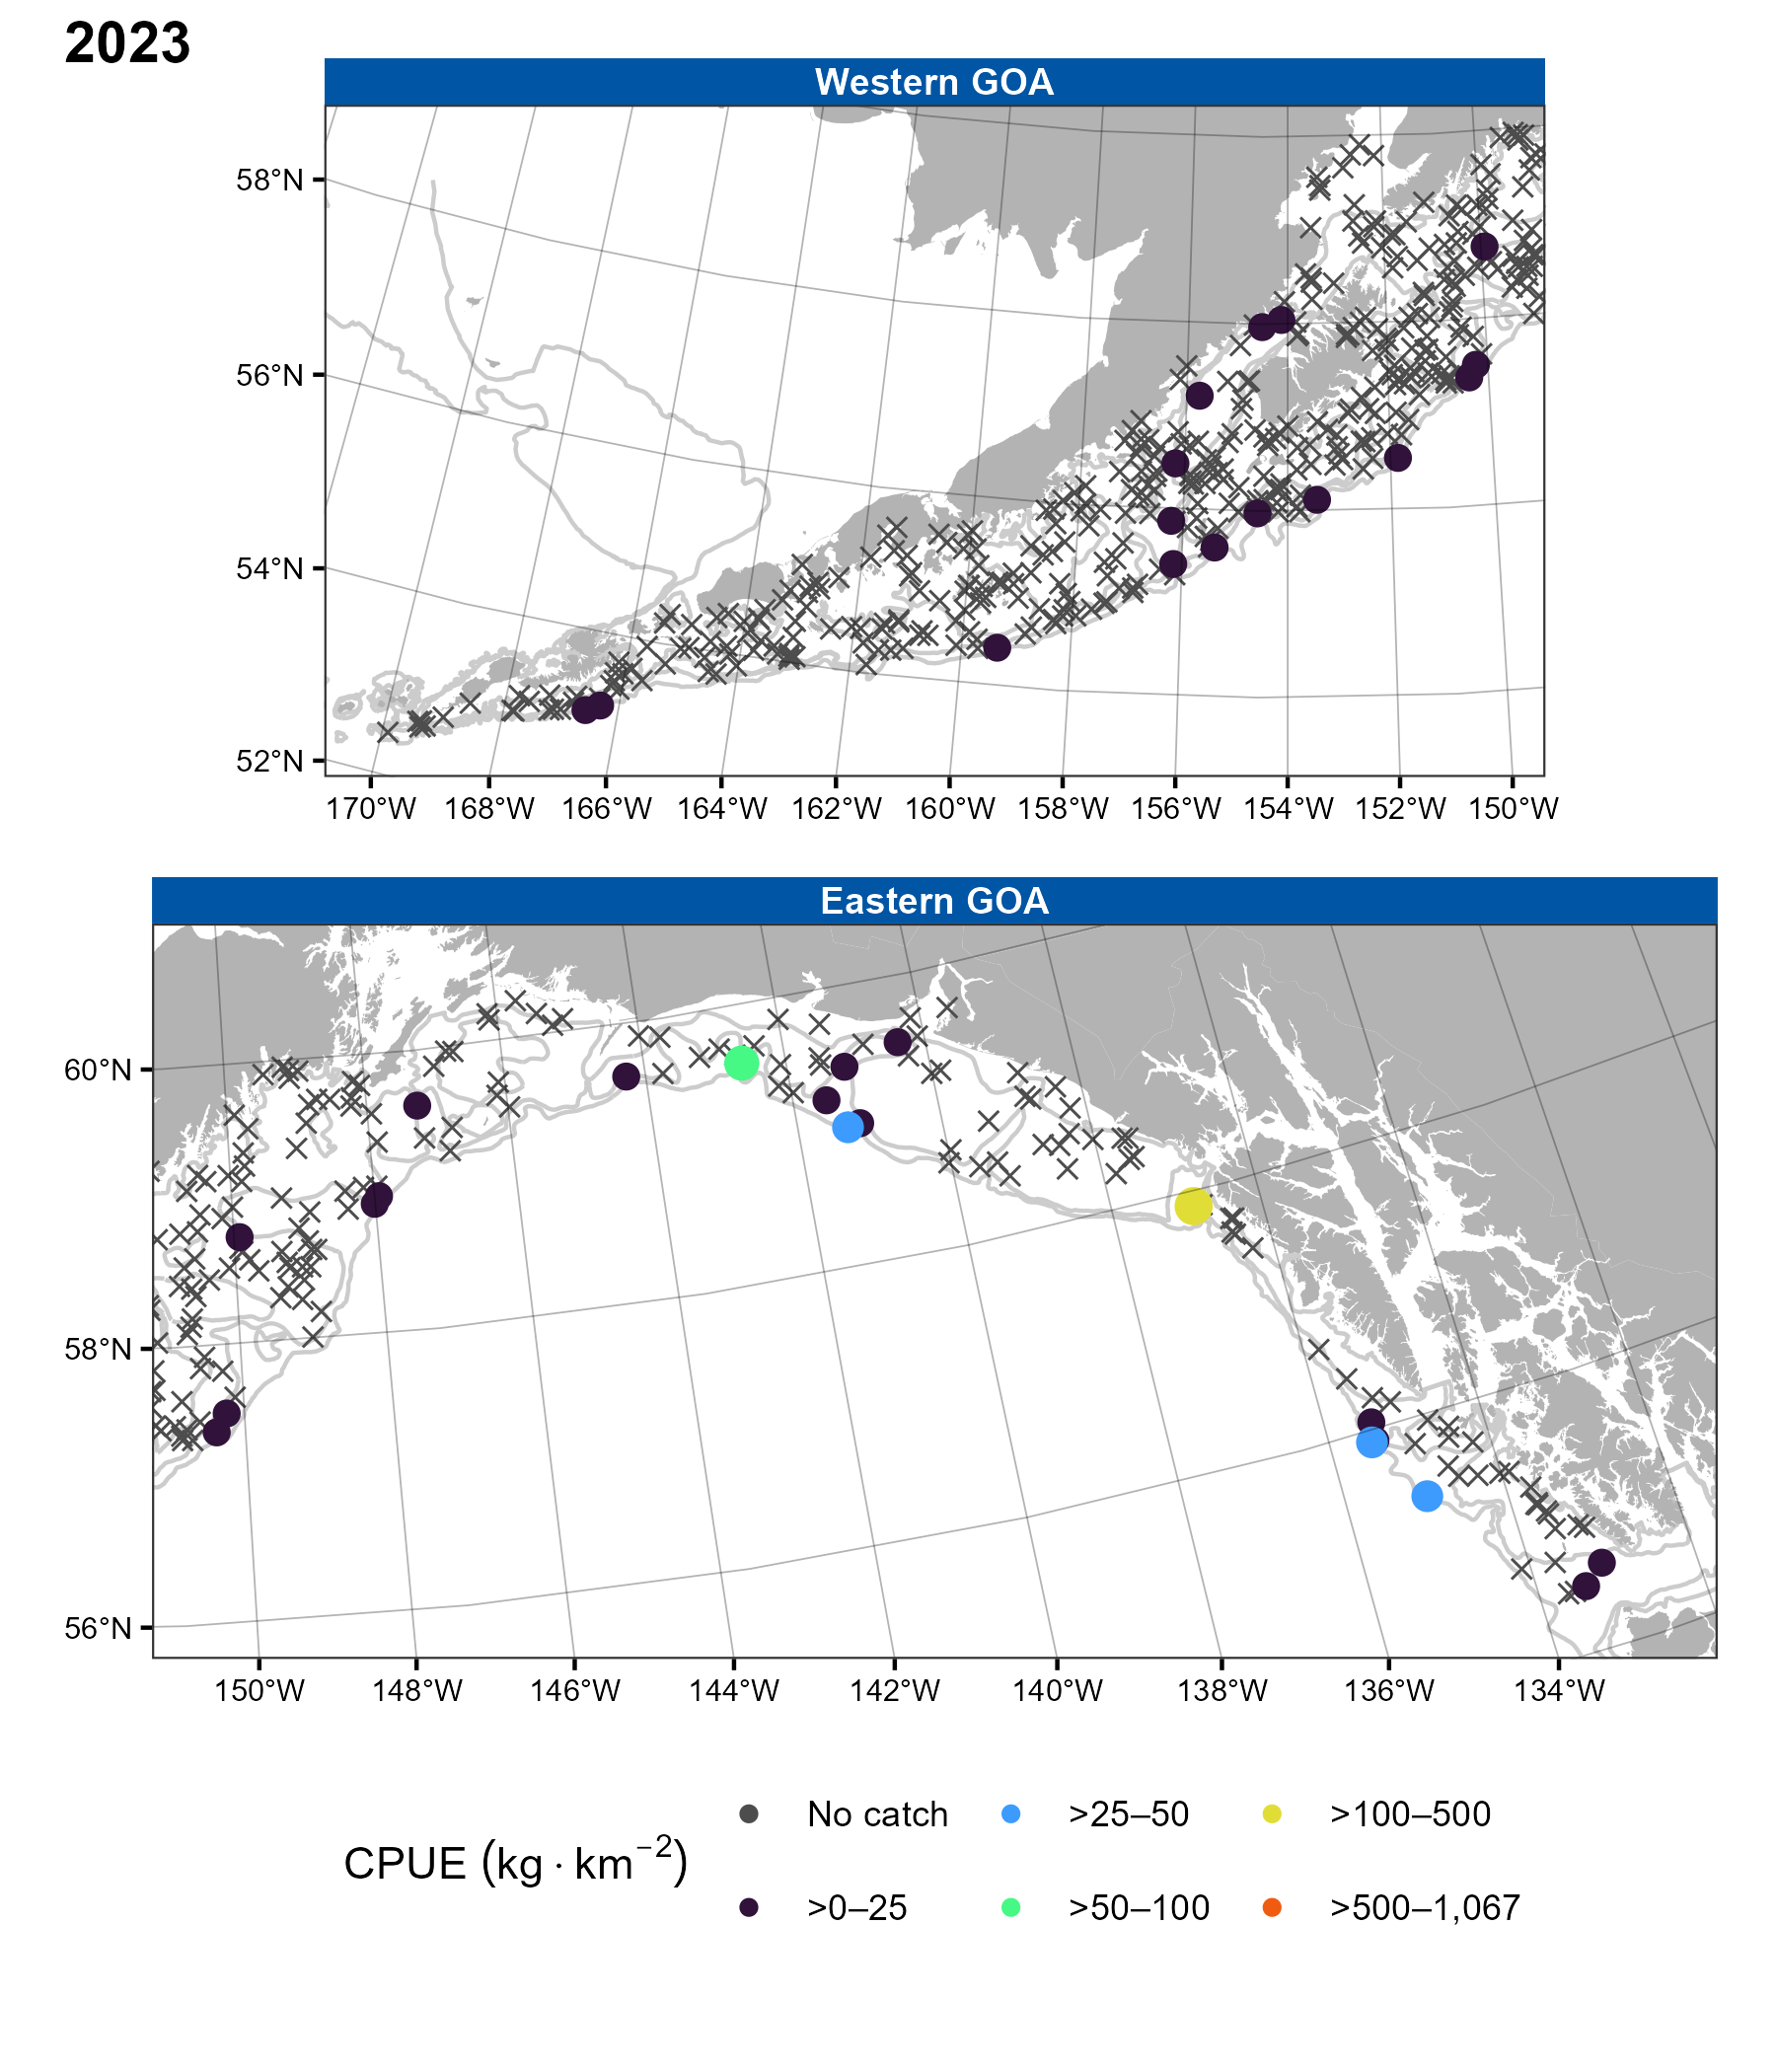 2023
Western GOA
58°N
56°N
54°N
52°N
170°W 168°W 166°W 164°W 162°W 160°W 158°W 156°W 154°W 152°W 150°W
Eastern GOA
60°N
58°N
56°N
150°W 148°W 146°W 144°W 142°W 140°W 138°W 136°W 134°W
CPUE (kg · km⁻²)
No catch >25–50 >100–500
>0–25 >50–100 >500–1,067